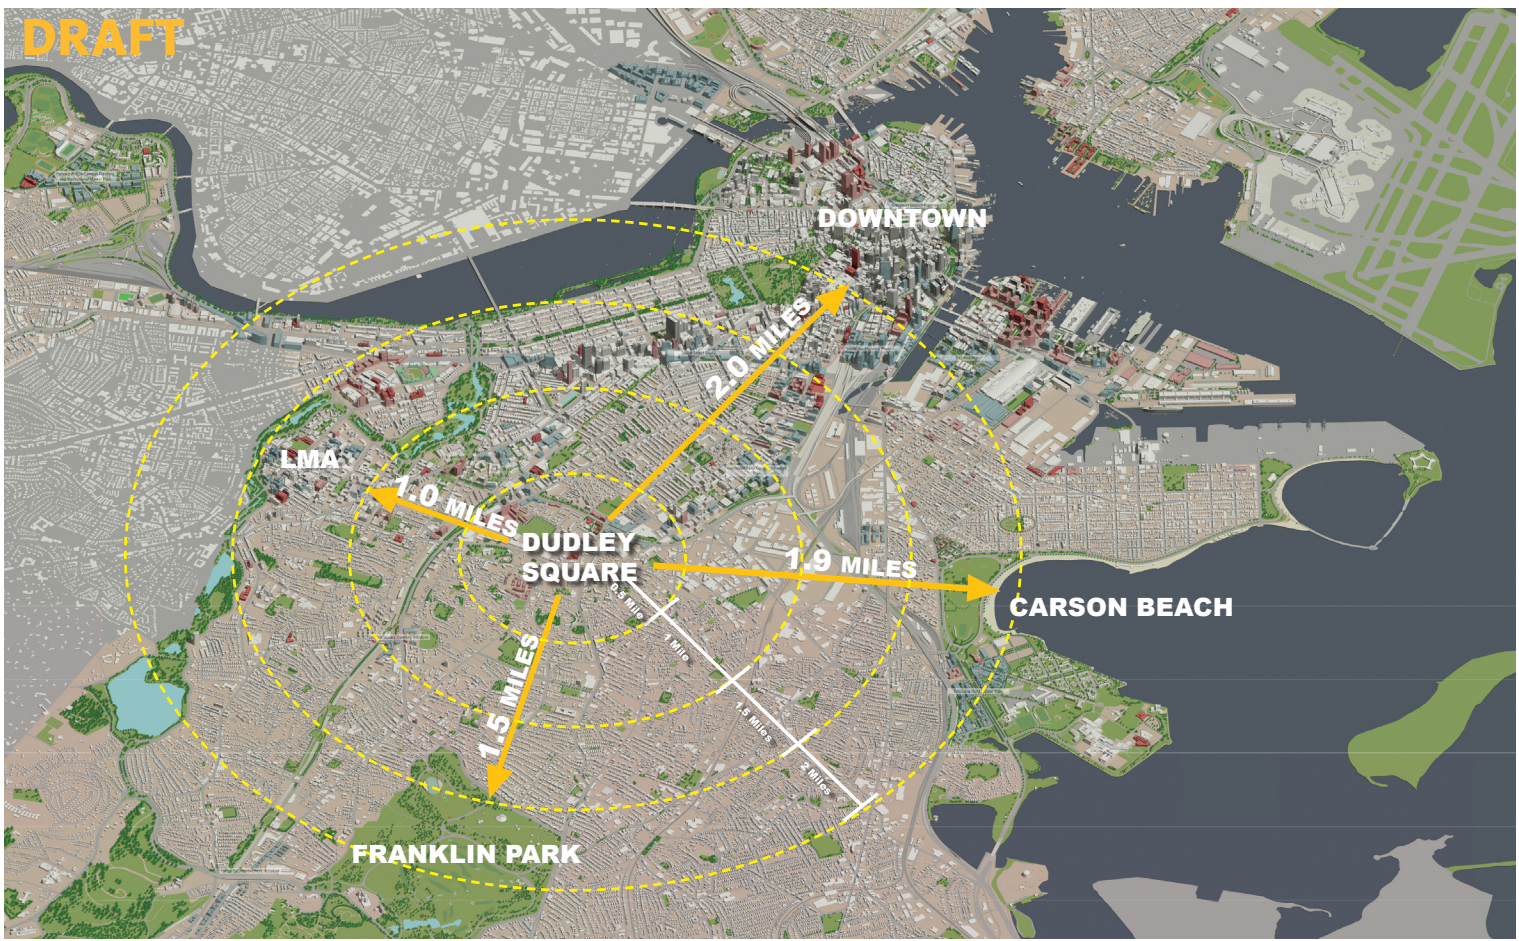 DRAFT
DOWNTOWN
2.0 MILES
LMA
1.0 MILES
DUDLEY
SQUARE
1.9 MILES
CARSON BEACH
0.5 Mile
1 Mile
1.5 Miles
2 Miles
1.5 MILES
FRANKLIN PARK